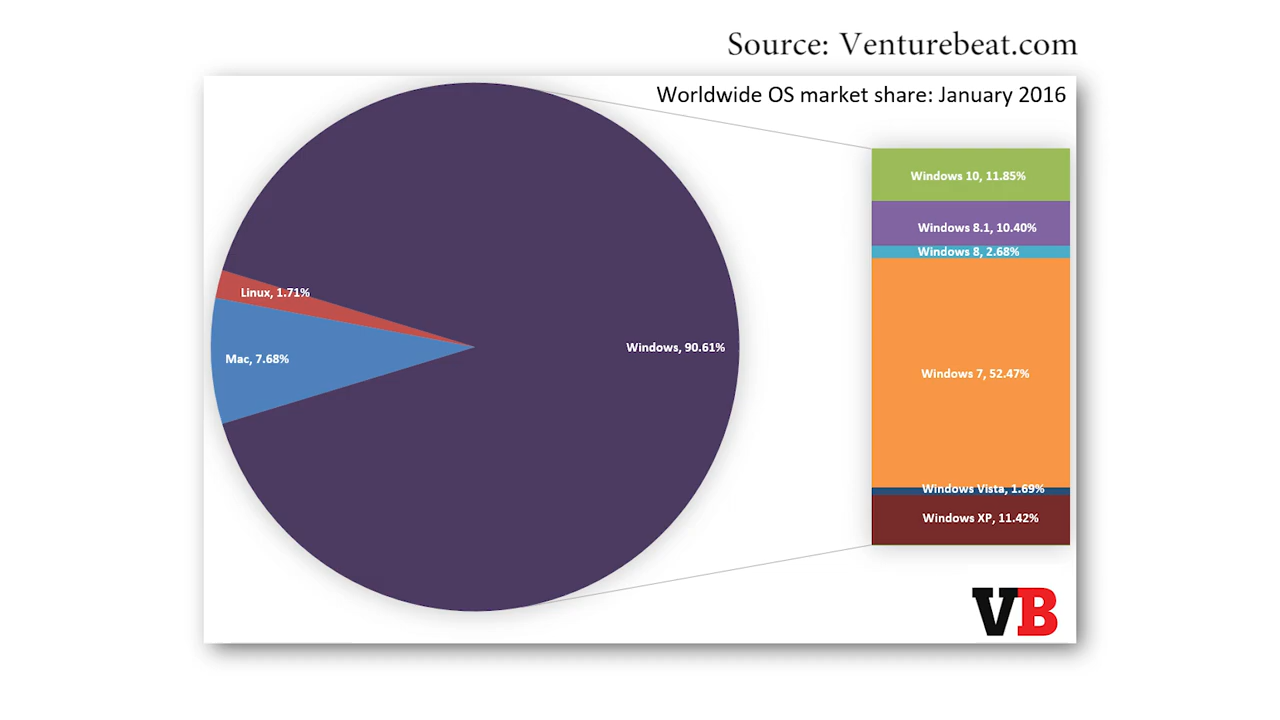 Source: Venturebeat.com
Worldwide OS market share: January 2016
Windows 10, 11.85%
Windows 8.1, 10.40%
Windows 8, 2.68%
Linux, 1.71%
Mac, 7.68%
Windows, 90.61%
Windows 7, 52.47%
Windows Vista, 1.69%
Windows XP, 11.42%
VB